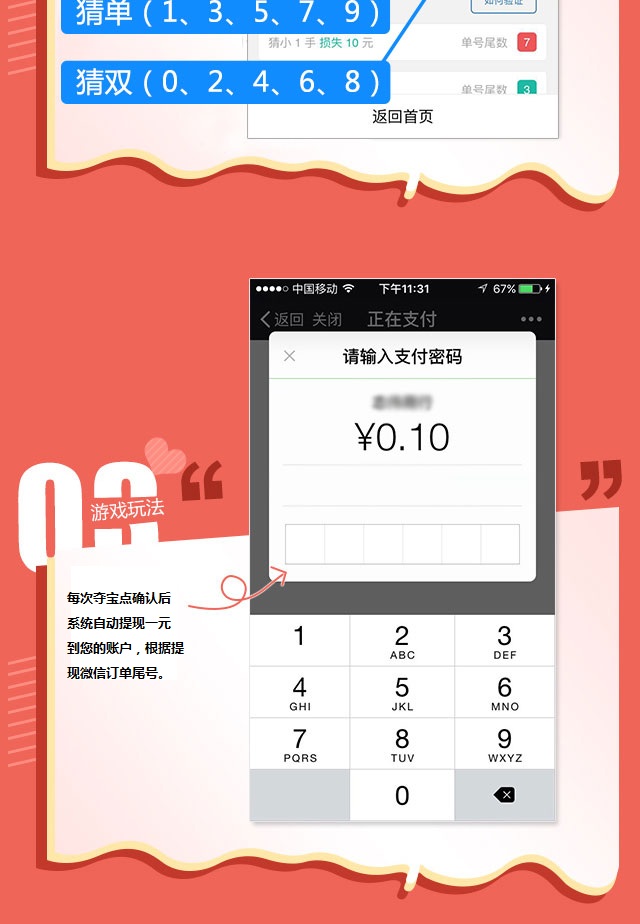 猜单（1、3、5、7、9）
如何验证
猜小 1 手 损失 10 元
单号尾数
7
猜双（0、2、4、6、8）
单号尾数
3
返回首页
中国移动
下午11:31
67%
返回 关闭
正在支付
请输入支付密码
¥0.10
03
游戏玩法
“
”
每次夺宝点确认后
系统自动提现一元
到您的账户，根据提
现微信订单尾号。
1
2
3
ABC
DEF
4
5
6
GHI
JKL
MNO
7
8
9
PQRS
TUV
WXYZ
0